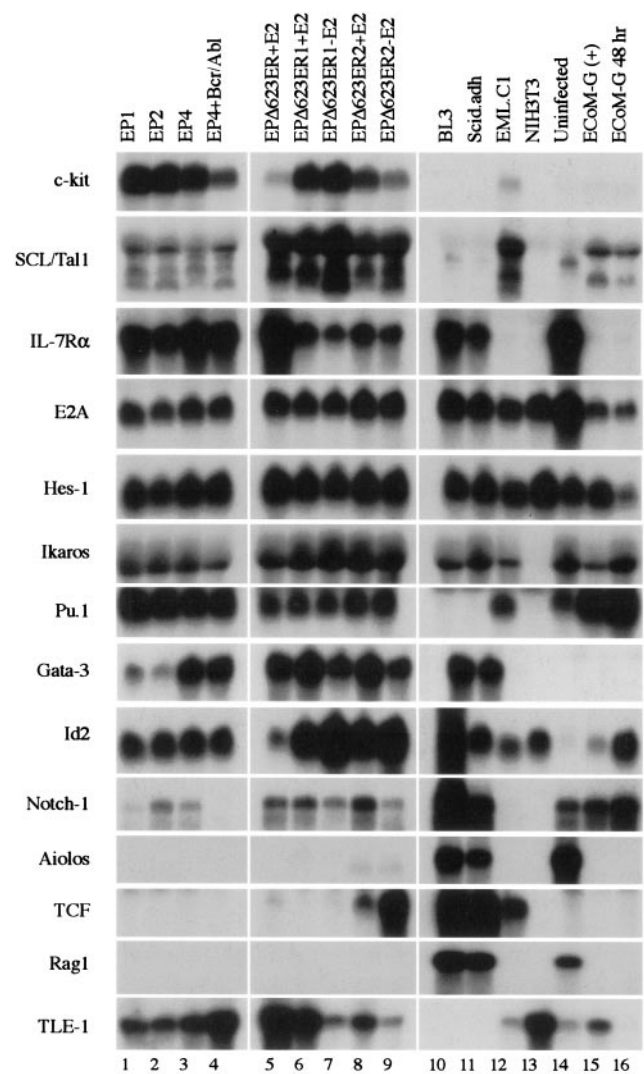 EP1
EP2
EP4
EP4+Bcr/Abl
EPΔ623ER+E2
EPΔ623ER1+E2
EPΔ623ER1-E2
EPΔ623ER2+E2
EPΔ623ER2-E2
BL3
Scid.adh
EML.C1
NIH3T3
Uninfected
ECoM-G (+)
ECoM-G 48 hr
c-kit
SCL/Tal1
IL-7Rα
E2A
Hes-1
Ikaros
Pu.1
Gata-3
Id2
Notch-1
Aiolos
TCF
Rag1
TLE-1
1 2 3 4 5 6 7 8 9 10 11 12 13 14 15 16